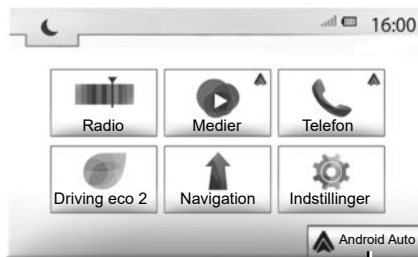 16:00
Radio
Medier
Telefon
Driving eco 2
Navigation
Indstillinger
Android Auto